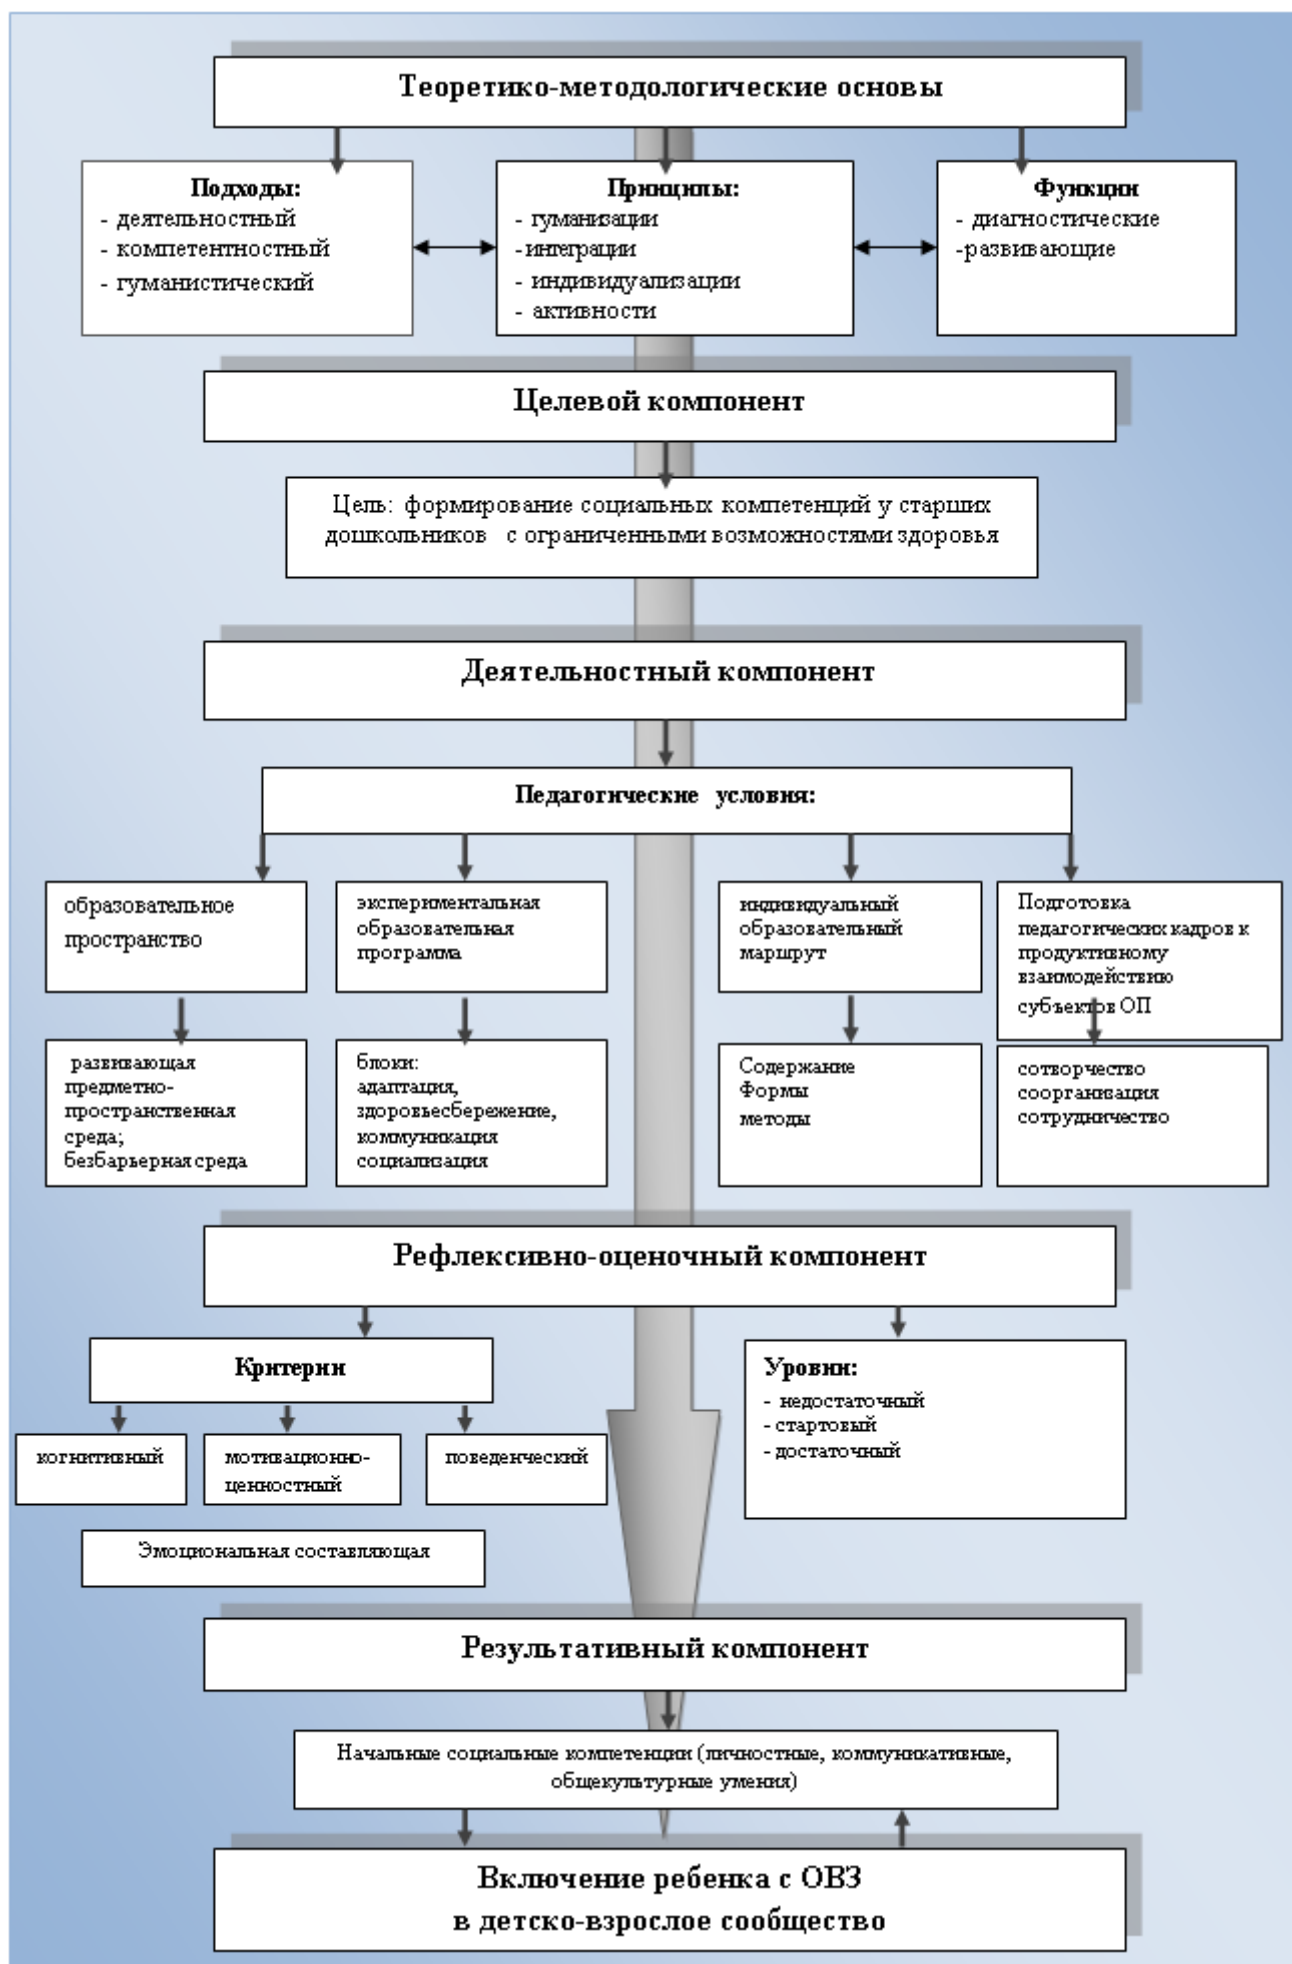 Теоретико-методологические основы
Подходы:
- деятельностный
- компетентностный
- гуманистический
Принципы:
- гуманизации
-интеграции
- индивидуализации
- активности
Функции
- диагностические
-развивающие
Целевой компонент
Цель: формирование социальных компетенций у старших
дошкольников с ограниченными возможностями здоровья
Деятельностный компонент
Педагогические условия:
образовательное
пространство
экспериментальная
образовательная
программа
индивидуальный
образовательный
маршрут
Подготовка
педагогических кадров к
продуктивному
взаимодействию
субъектов ОП
развивающая
предметно-
пространственная
среда;
безбарьерная среда
блоки:
адаптация,
здоровьесбережение,
коммуникация
социализация
Содержание
Формы
методы
сотворчество
соорганизация
сотрудничество
Рефлексивно-оценочный компонент
Критерии
когнитивный
мотивационно-
ценностный
поведенческий
Эмоциональная составляющая
Уровни:
- недостаточный
- стартовый
- достаточный
Результативный компонент
Начальные социальные компетенции (личностные, коммуникативные,
общекультурные умения)
Включение ребенка с ОВЗ
в детско-взрослое сообщество